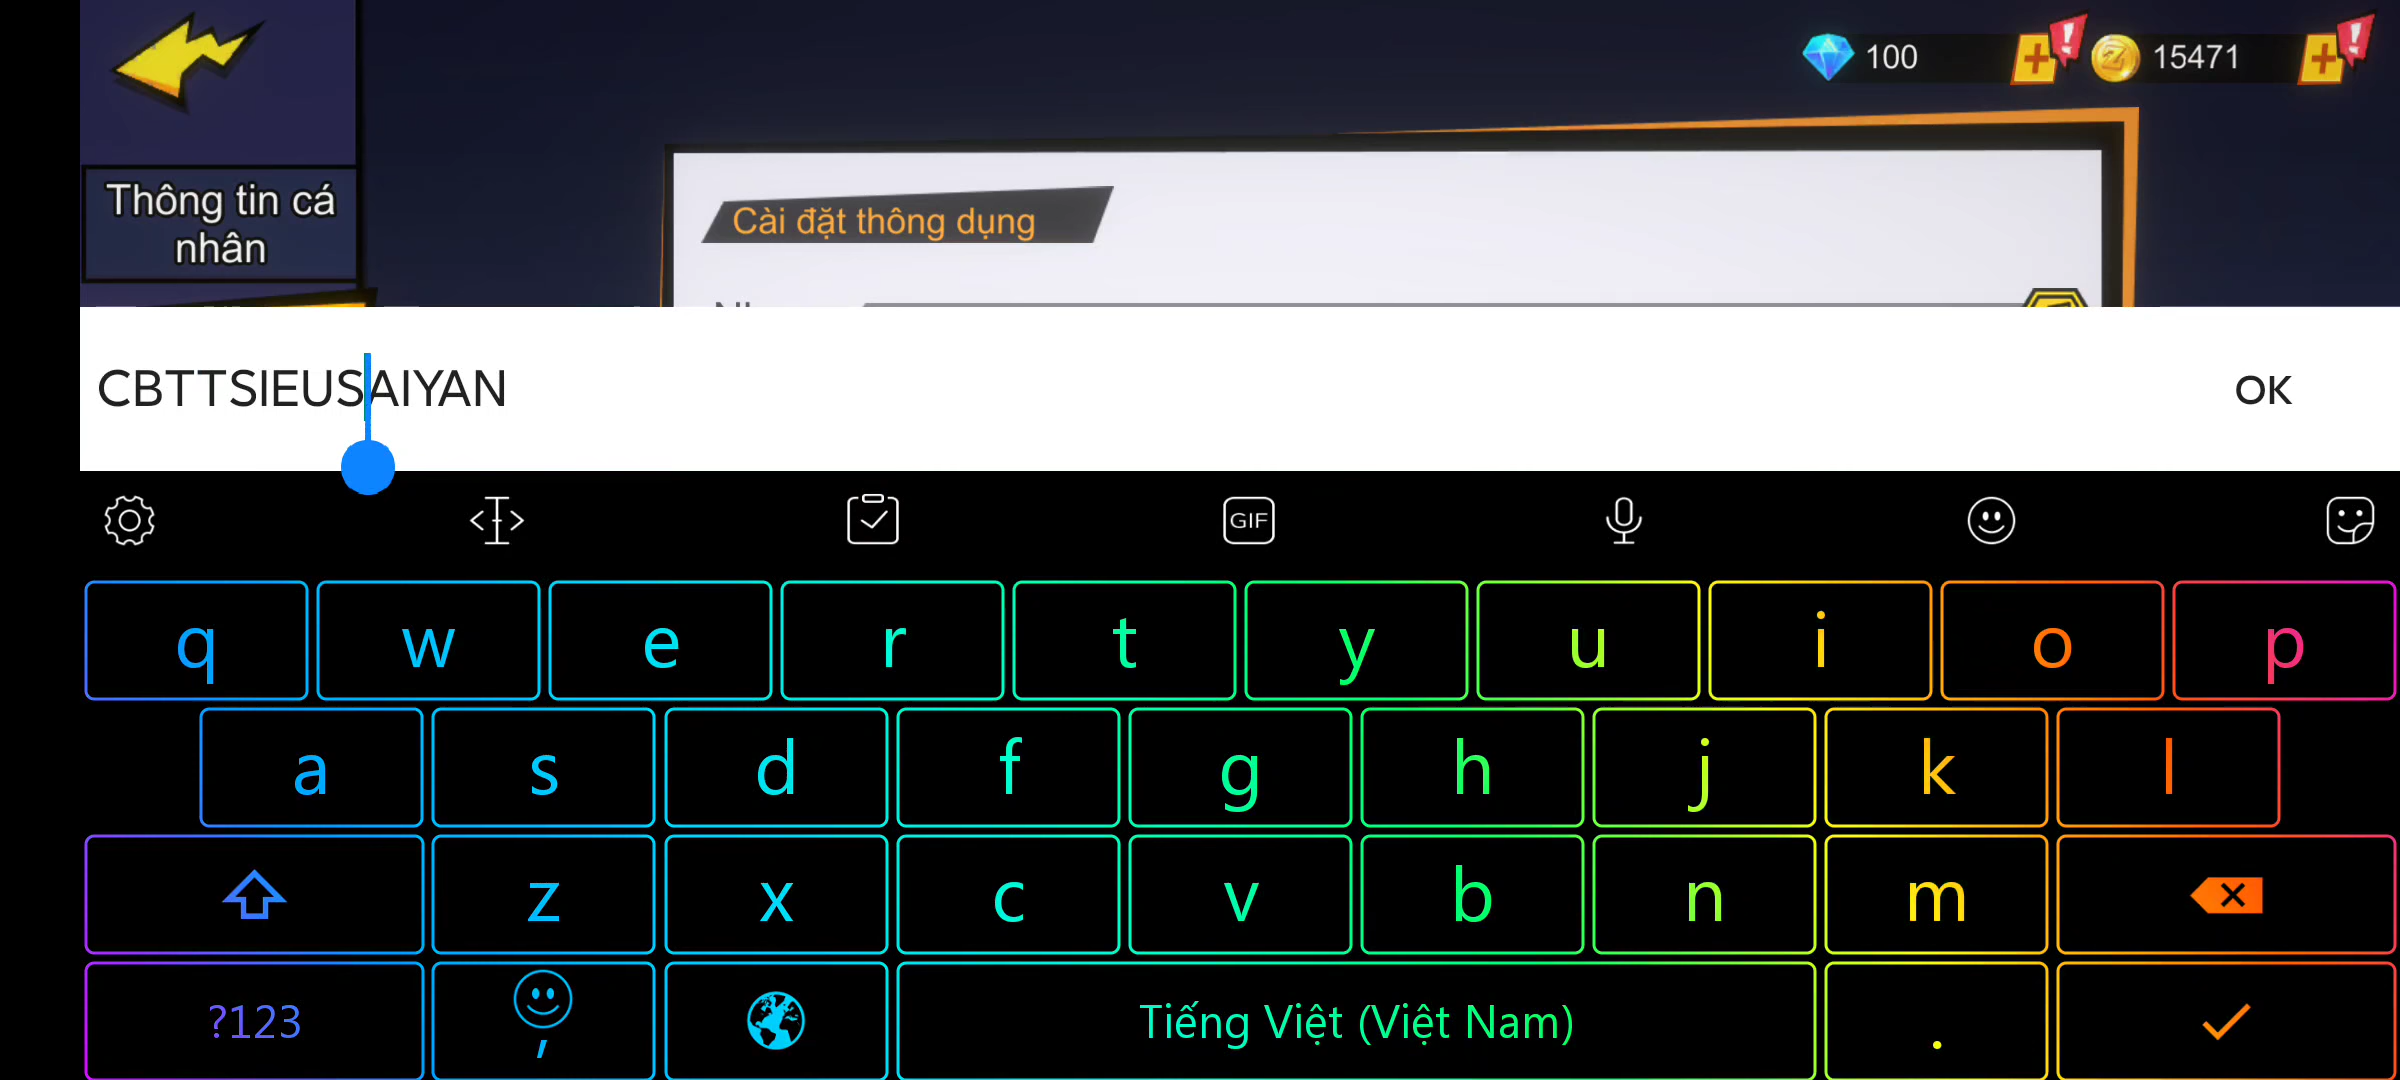 100
15471
Thông tin cá
nhân
Cài đặt thông dụng
CBTTSIEUSAIYAN
OK
GIF
q w e r t y u i o p
a s d f g h j k l
z x c v b n m
?123 , Tiếng Việt (Việt Nam) .